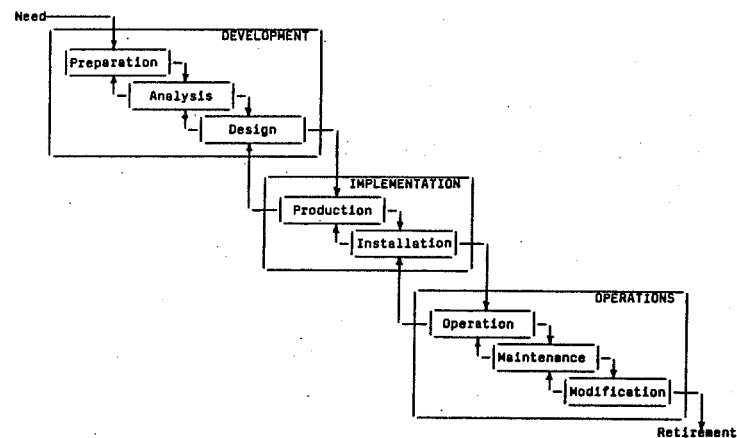 Need
DEVELOPMENT
Preparation
Analysis
Design
IMPLEMENTATION
Production
Installation
OPERATIONS
Operation
Maintenance
Modification
Retirement